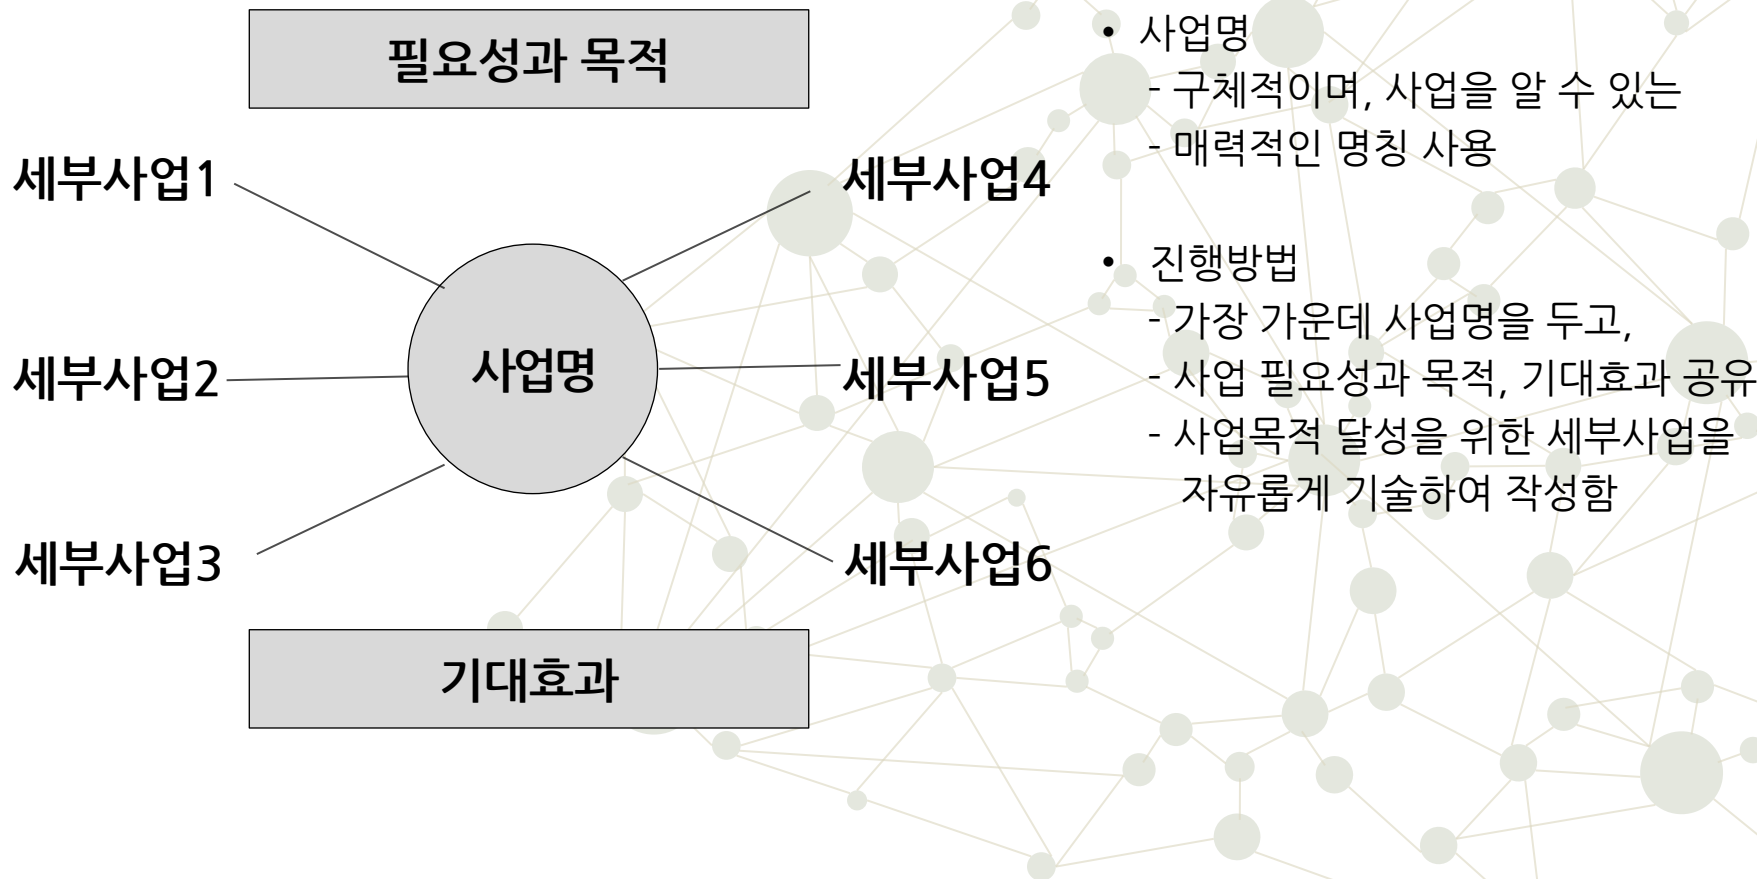 필요성과 목적
세부사업1
세부사업4
세부사업2
사업명
세부사업5
세부사업3
세부사업6
기대효과
• 사업명
- 구체적이며, 사업을 알 수 있는
- 매력적인 명칭 사용
• 진행방법
- 가장 가운데 사업명을 두고,
- 사업 필요성과 목적, 기대효과 공유
- 사업목적 달성을 위한 세부사업을
자유롭게 기술하여 작성함